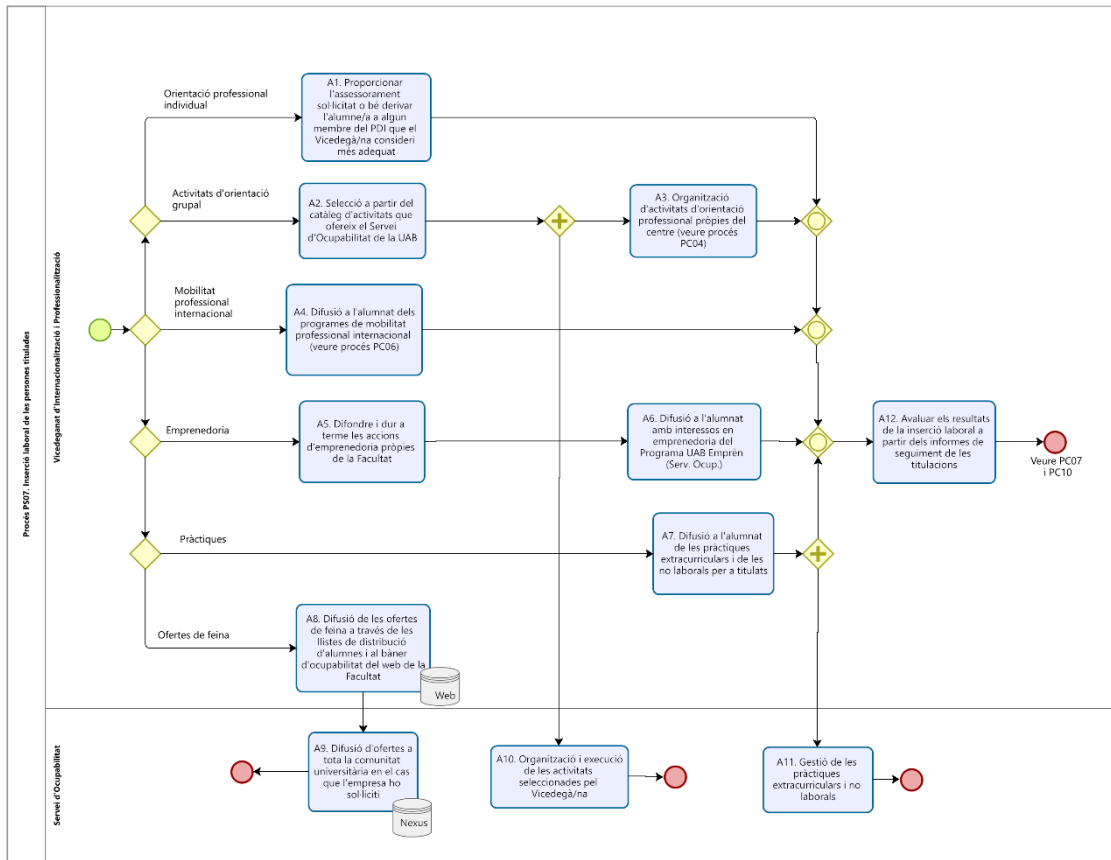 Procés PS07. Inserció laboral de les persones titulades
Vicedeganat d'Internacionalització i Professionalització
Orientació professional
individual
A1. Proporcionar
l'assessorament
sol·licitat o bé derivar
l'alumne/a a algun
membre del PDI que el
Vicedegà/na consideri
més adequat
Activitats d'orientació
grupal
A2. Selecció a partir del
catàleg d'activitats que
ofereix el Servei
d'Ocupabilitat de la UAB
A3. Organització
d'activitats d'orientació
professional pròpies del
centre (veure procés
PC04)
Mobilitat
professional
internacional
A4. Difusió a l'alumnat dels
programes de mobilitat
professional internacional
(veure procés PC06)
Emprenedoria
A5. Difondre i dur a
terme les accions
d'emprenedoria pròpies
de la Facultat
A6. Difusió a l'alumnat
amb interessos en
emprenedoria del
Programa UAB Emprèn
(Serv. Ocup.)
A12. Avaluar els resultats
de la inserció laboral a
partir dels informes de
seguiment de les
titulacions
Veure PC07
i PC10
Pràctiques
A7. Difusió a l'alumnat
de les pràctiques
extracurriculars i de les
no laborals per a titulats
Ofertes de feina
A8. Difusió de les ofertes
de feina a través de les
llistes de distribució
d'alumnes i al bàner
d'ocupabilitat del web de la
Facultat
Web
Servei d'Ocupabilitat
A9. Difusió d'ofertes a
tota la comunitat
universitària en el cas
que l'empresa ho
sol·liciti
Nexus
A10. Organització i execució
de les activitats
seleccionades pel
Vicedegà/na
A11. Gestió de les
pràctiques
extracurriculars i no
laborals